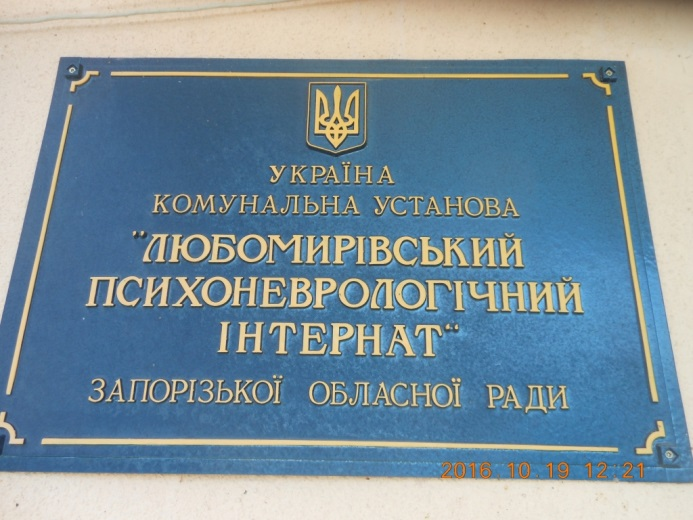 УКРАЇНА
КОМУНАЛЬНА УСТАНОВА
"ЛЮБОМИРІВСЬКИЙ
ПСИХОНЕВРОЛОГІЧНИЙ
ІНТЕРНАТ"
ЗАПОРІЗЬКОЇ ОБЛАСНОЇ РАДИ
2016.10.19 12:21